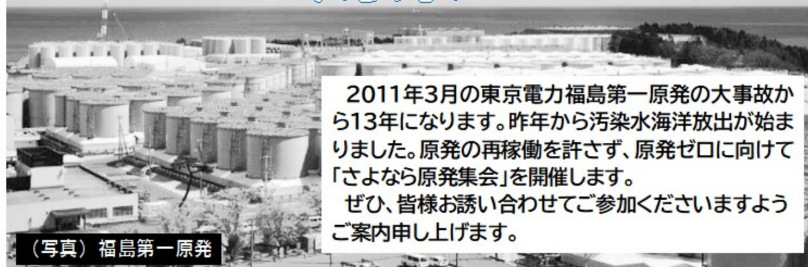 2011年3月の東京電力福島第一原発の大事故か
ら13年になります。昨年から汚染水海洋放出が始ま
りました。原発の再稼働を許さず、原発ゼロに向けて
「さよなら原発集会」を開催します。
ぜひ、皆様お誘い合わせてご参加くださいますよう
ご案内申し上げます。
（写真）福島第一原発